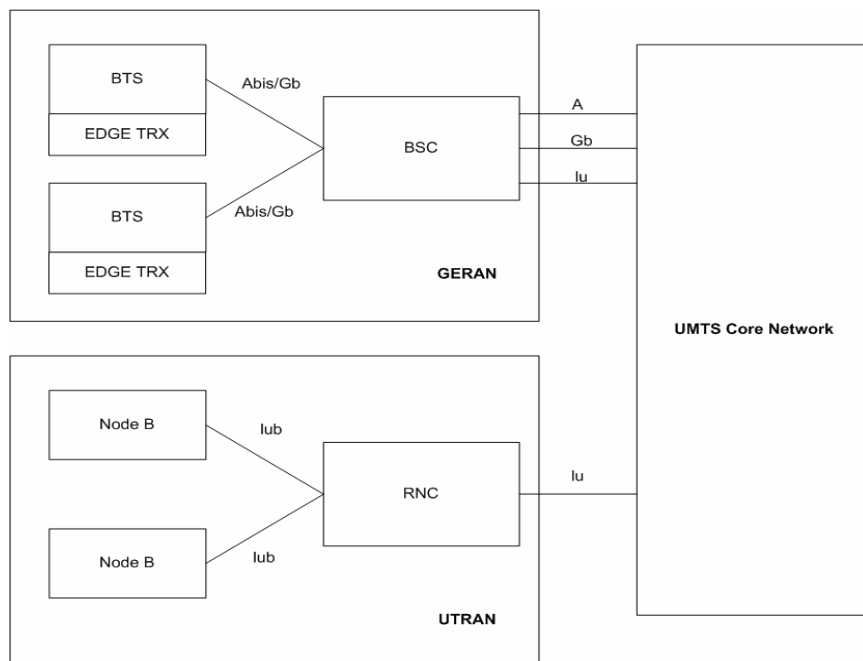 BTS
EDGE TRX
Abis/Gb
BTS
EDGE TRX
Abis/Gb
BSC
GERAN
A
Gb
Iu
UMTS Core Network
Node B
Iub
Node B
Iub
RNC
UTRAN
Iu